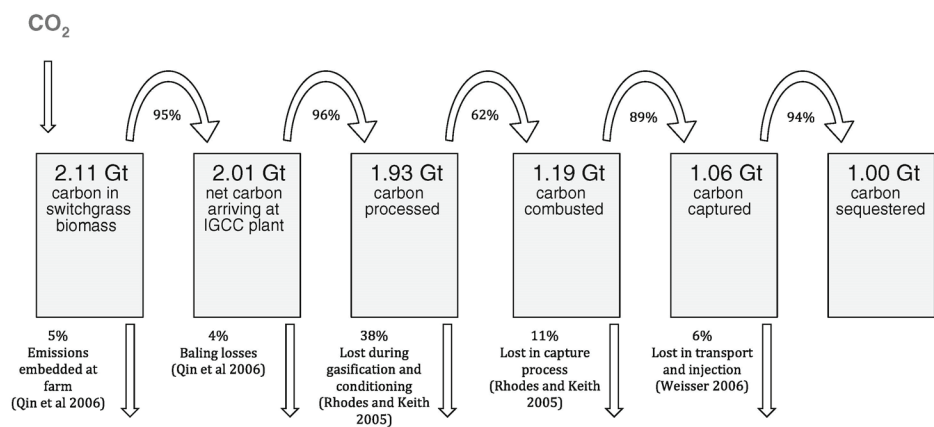 CO2
95%
96%
62%
89%
94%
2.11 Gt
carbon in
switchgrass
biomass
2.01 Gt
net carbon
arriving at
IGCC plant
1.93 Gt
carbon
processed
1.19 Gt
carbon
combusted
1.06 Gt
carbon
captured
1.00 Gt
carbon
sequestered
5%
Emissions
embedded at
farm
(Qin et al 2006)
4%
Baling losses
(Qin et al 2006)
38%
Lost during
gasification and
conditioning
(Rhodes and Keith
2005)
11%
Lost in capture
process
(Rhodes and Keith
2005)
6%
Lost in transport
and injection
(Weisser 2006)